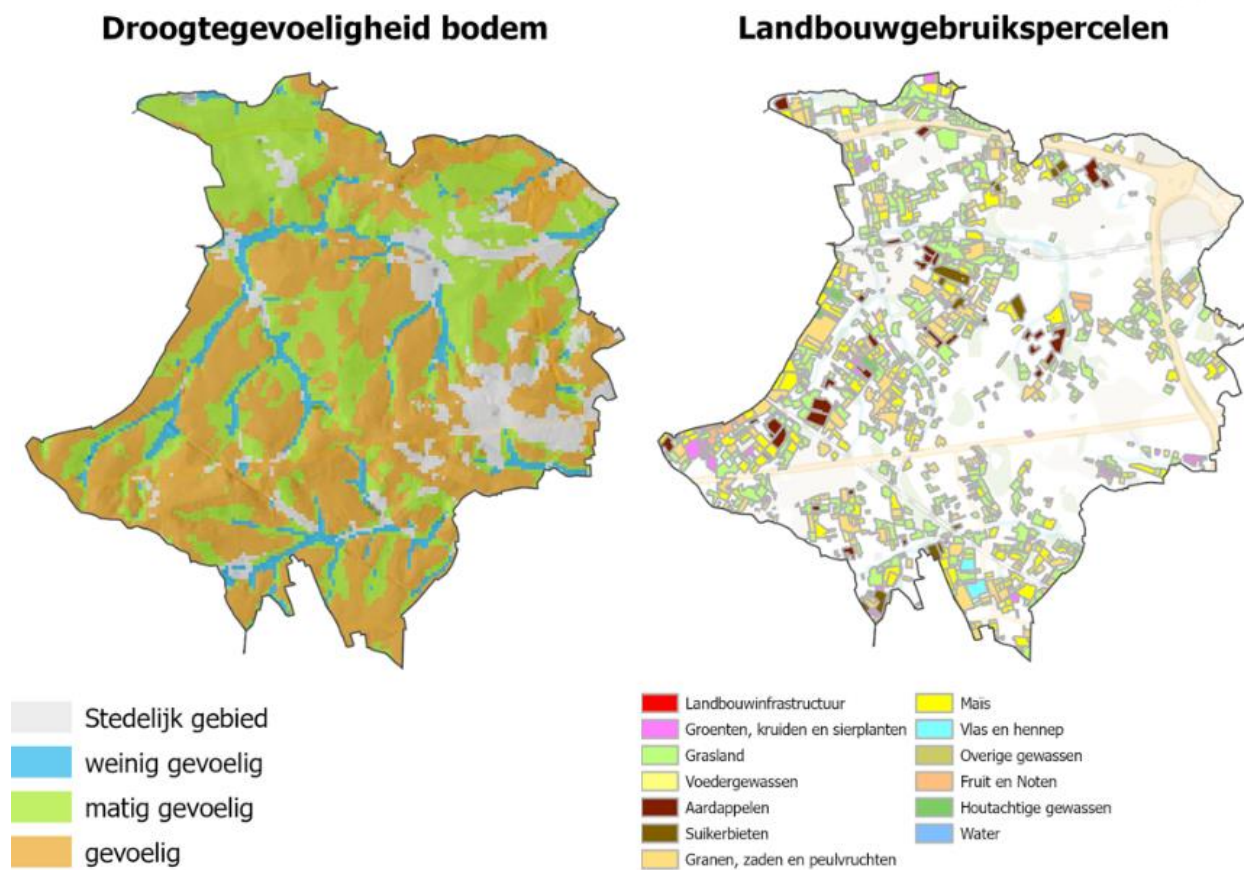 Droogtegevoeligheid bodem
Landbouwgebruikspercelen
Stedelijk gebied
weinig gevoelig
matig gevoelig
gevoelig
Landbouwinfrastructuur
Groenten, kruiden en sierplanten
Grasland
Voedergewassen
Aardappelen
Suikerbieten
Granen, zaden en peulvruchten
Maïs
Vlas en hennep
Overige gewassen
Fruit en Noten
Houtachtige gewassen
Water